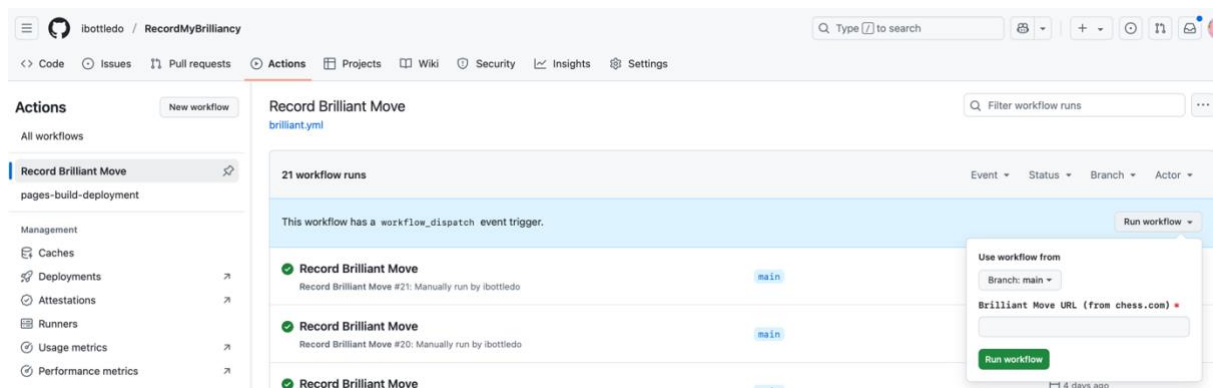 ibottledo / RecordMyBrilliancy
Type / to search
Code Issues Pull requests Actions Projects Wiki Security Insights Settings
Actions
New workflow
All workflows
Record Brilliant Move
pages-build-deployment
Management
Caches
Deployments
Attestations
Runners
Usage metrics
Performance metrics
Record Brilliant Move
brilliant.yml
Filter workflow runs
21 workflow runs
Event Status Branch Actor
This workflow has a workflow_dispatch event trigger.
Run workflow
Use workflow from
Branch: main
Brilliant Move URL (from chess.com) *
Run workflow
Record Brilliant Move
Record Brilliant Move #21: Manually run by ibottledo
main
Record Brilliant Move
Record Brilliant Move #20: Manually run by ibottledo
main
Record Brilliant Move
4 days ago